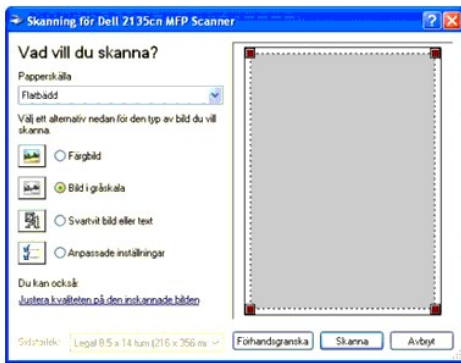 Skanning för Dell 2135cn MFP Scanner
Vad vill du skanna?
Papperskälla
Flatbädd
Välj ett alternativ nedan för den typ av bild du vill
skanna.
Färgbild
Bild i gråskala
Svartvit bild eller text
Anpassade inställningar
Du kan också:
Justera kvaliteten på den inskannade bilden
Sidstorlek: Legal 8.5 x 14 tum (216 x 356 m
Förhandsgranska Skanna Avbryt